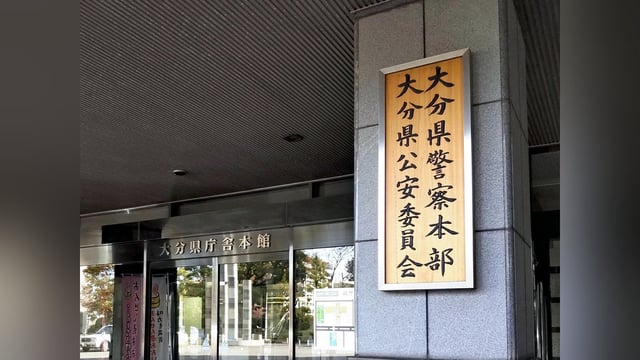 大分県警察本部
大分県公安委員会
大分県庁舎本館